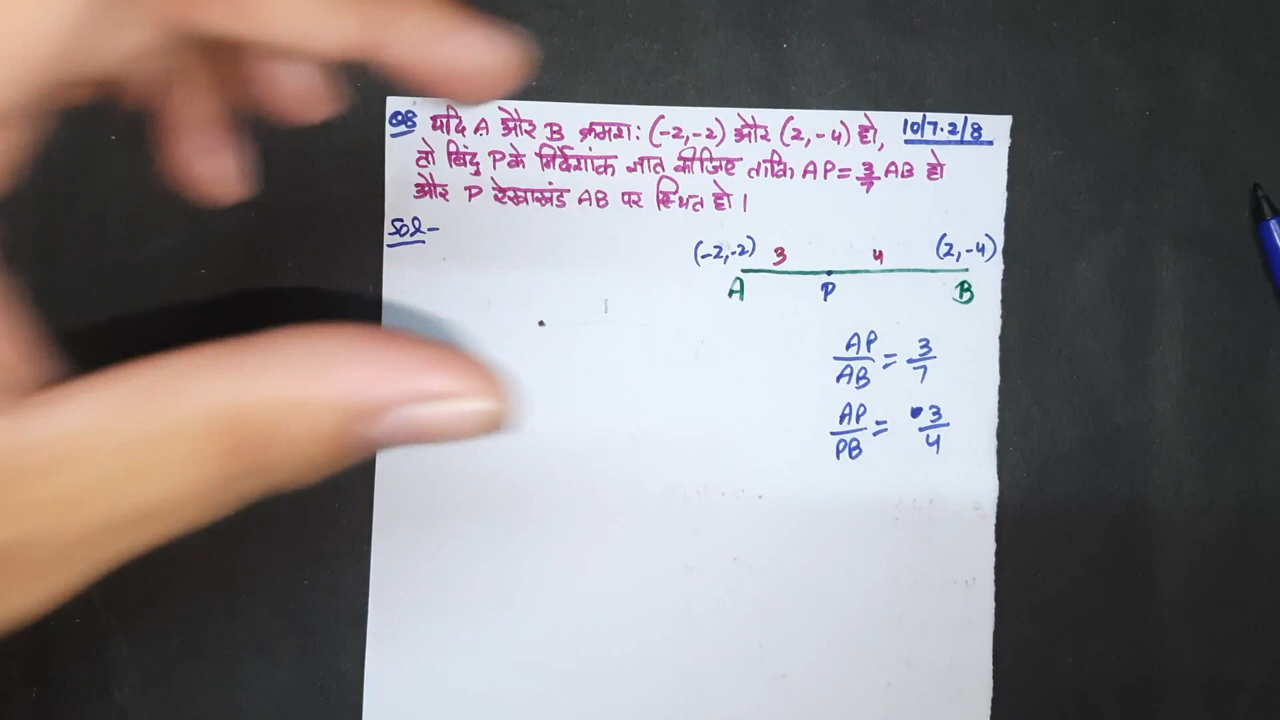 Q8 यदि A और B क्रमश: (-2,-2) और (2,-4) हो, 10/7.2/8
तो बिंदु P के निर्देशांक ज्ञात कीजिए ताकि AP = 3/7 AB हो
और P रेखाखंड AB पर स्थित हो।
Sol-
(-2,-2) 3 4 (2,-4)
A P B
AP/AB = 3/7
AP/PB = 3/4